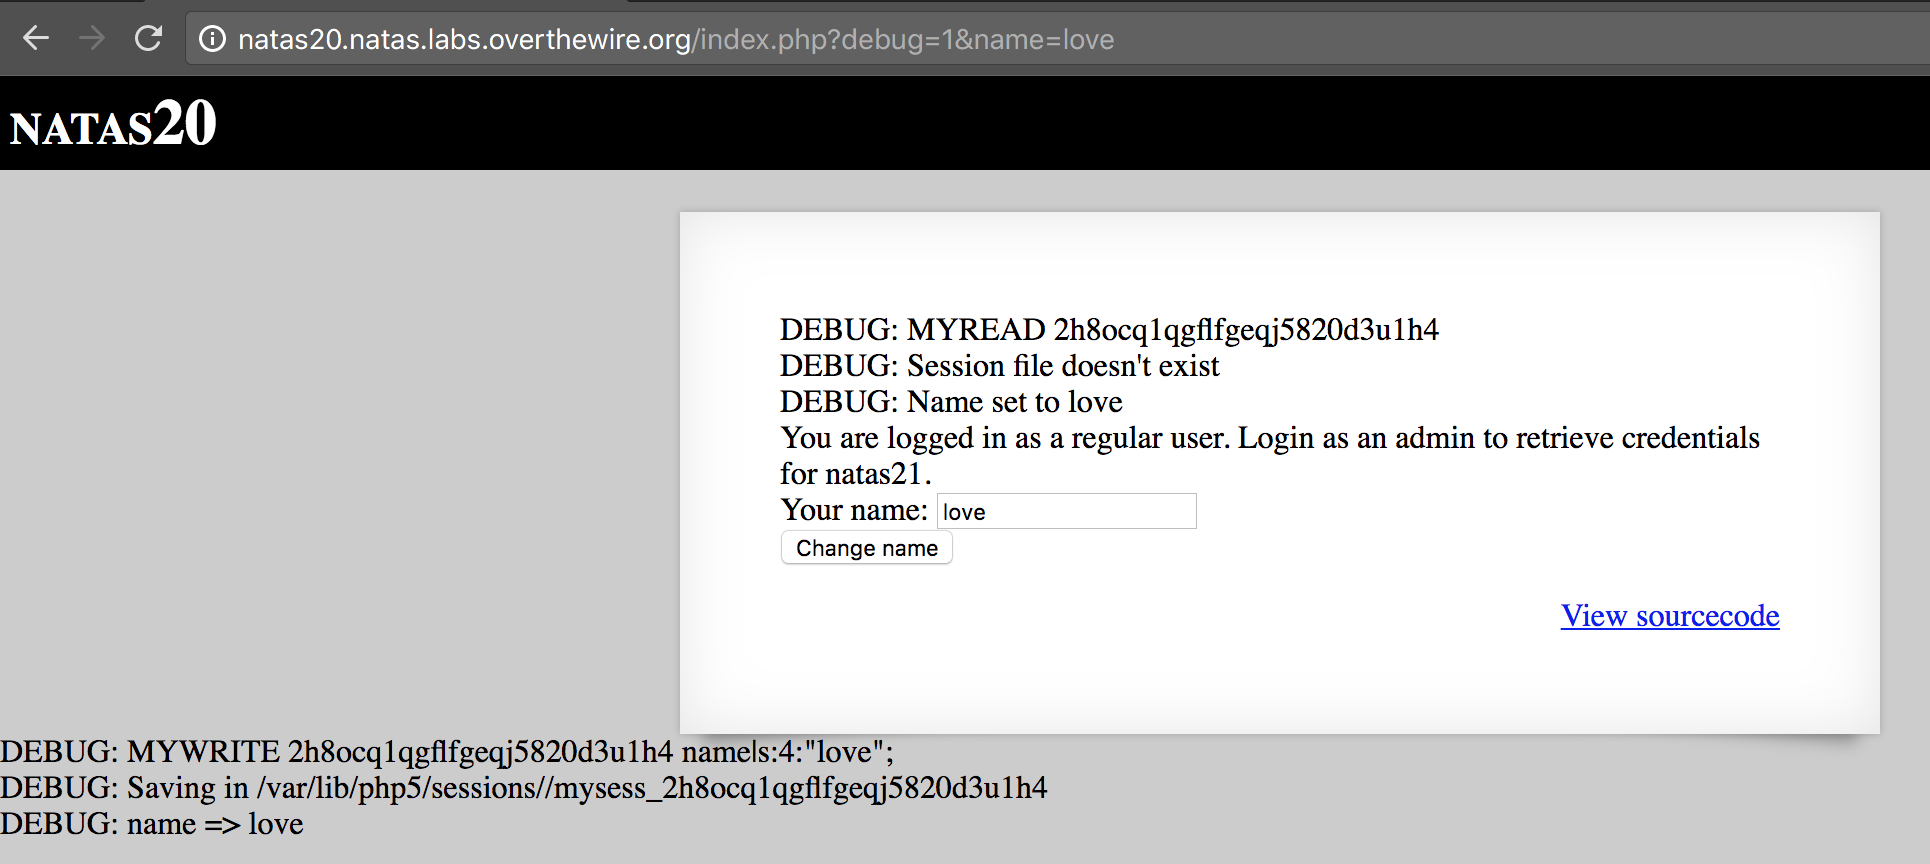 natas20.natas.labs.overthewire.org/index.php?debug=1&name=love
NATAS20
DEBUG: MYREAD 2h8ocq1qgflfgeqj5820d3u1h4
DEBUG: Session file doesn't exist
DEBUG: Name set to love
You are logged in as a regular user. Login as an admin to retrieve credentials
for natas21.
Your name: love
Change name
View sourcecode
DEBUG: MYWRITE 2h8ocq1qgflfgeqj5820d3u1h4 name|s:4:"love";
DEBUG: Saving in /var/lib/php5/sessions//mysess_2h8ocq1qgflfgeqj5820d3u1h4
DEBUG: name => love